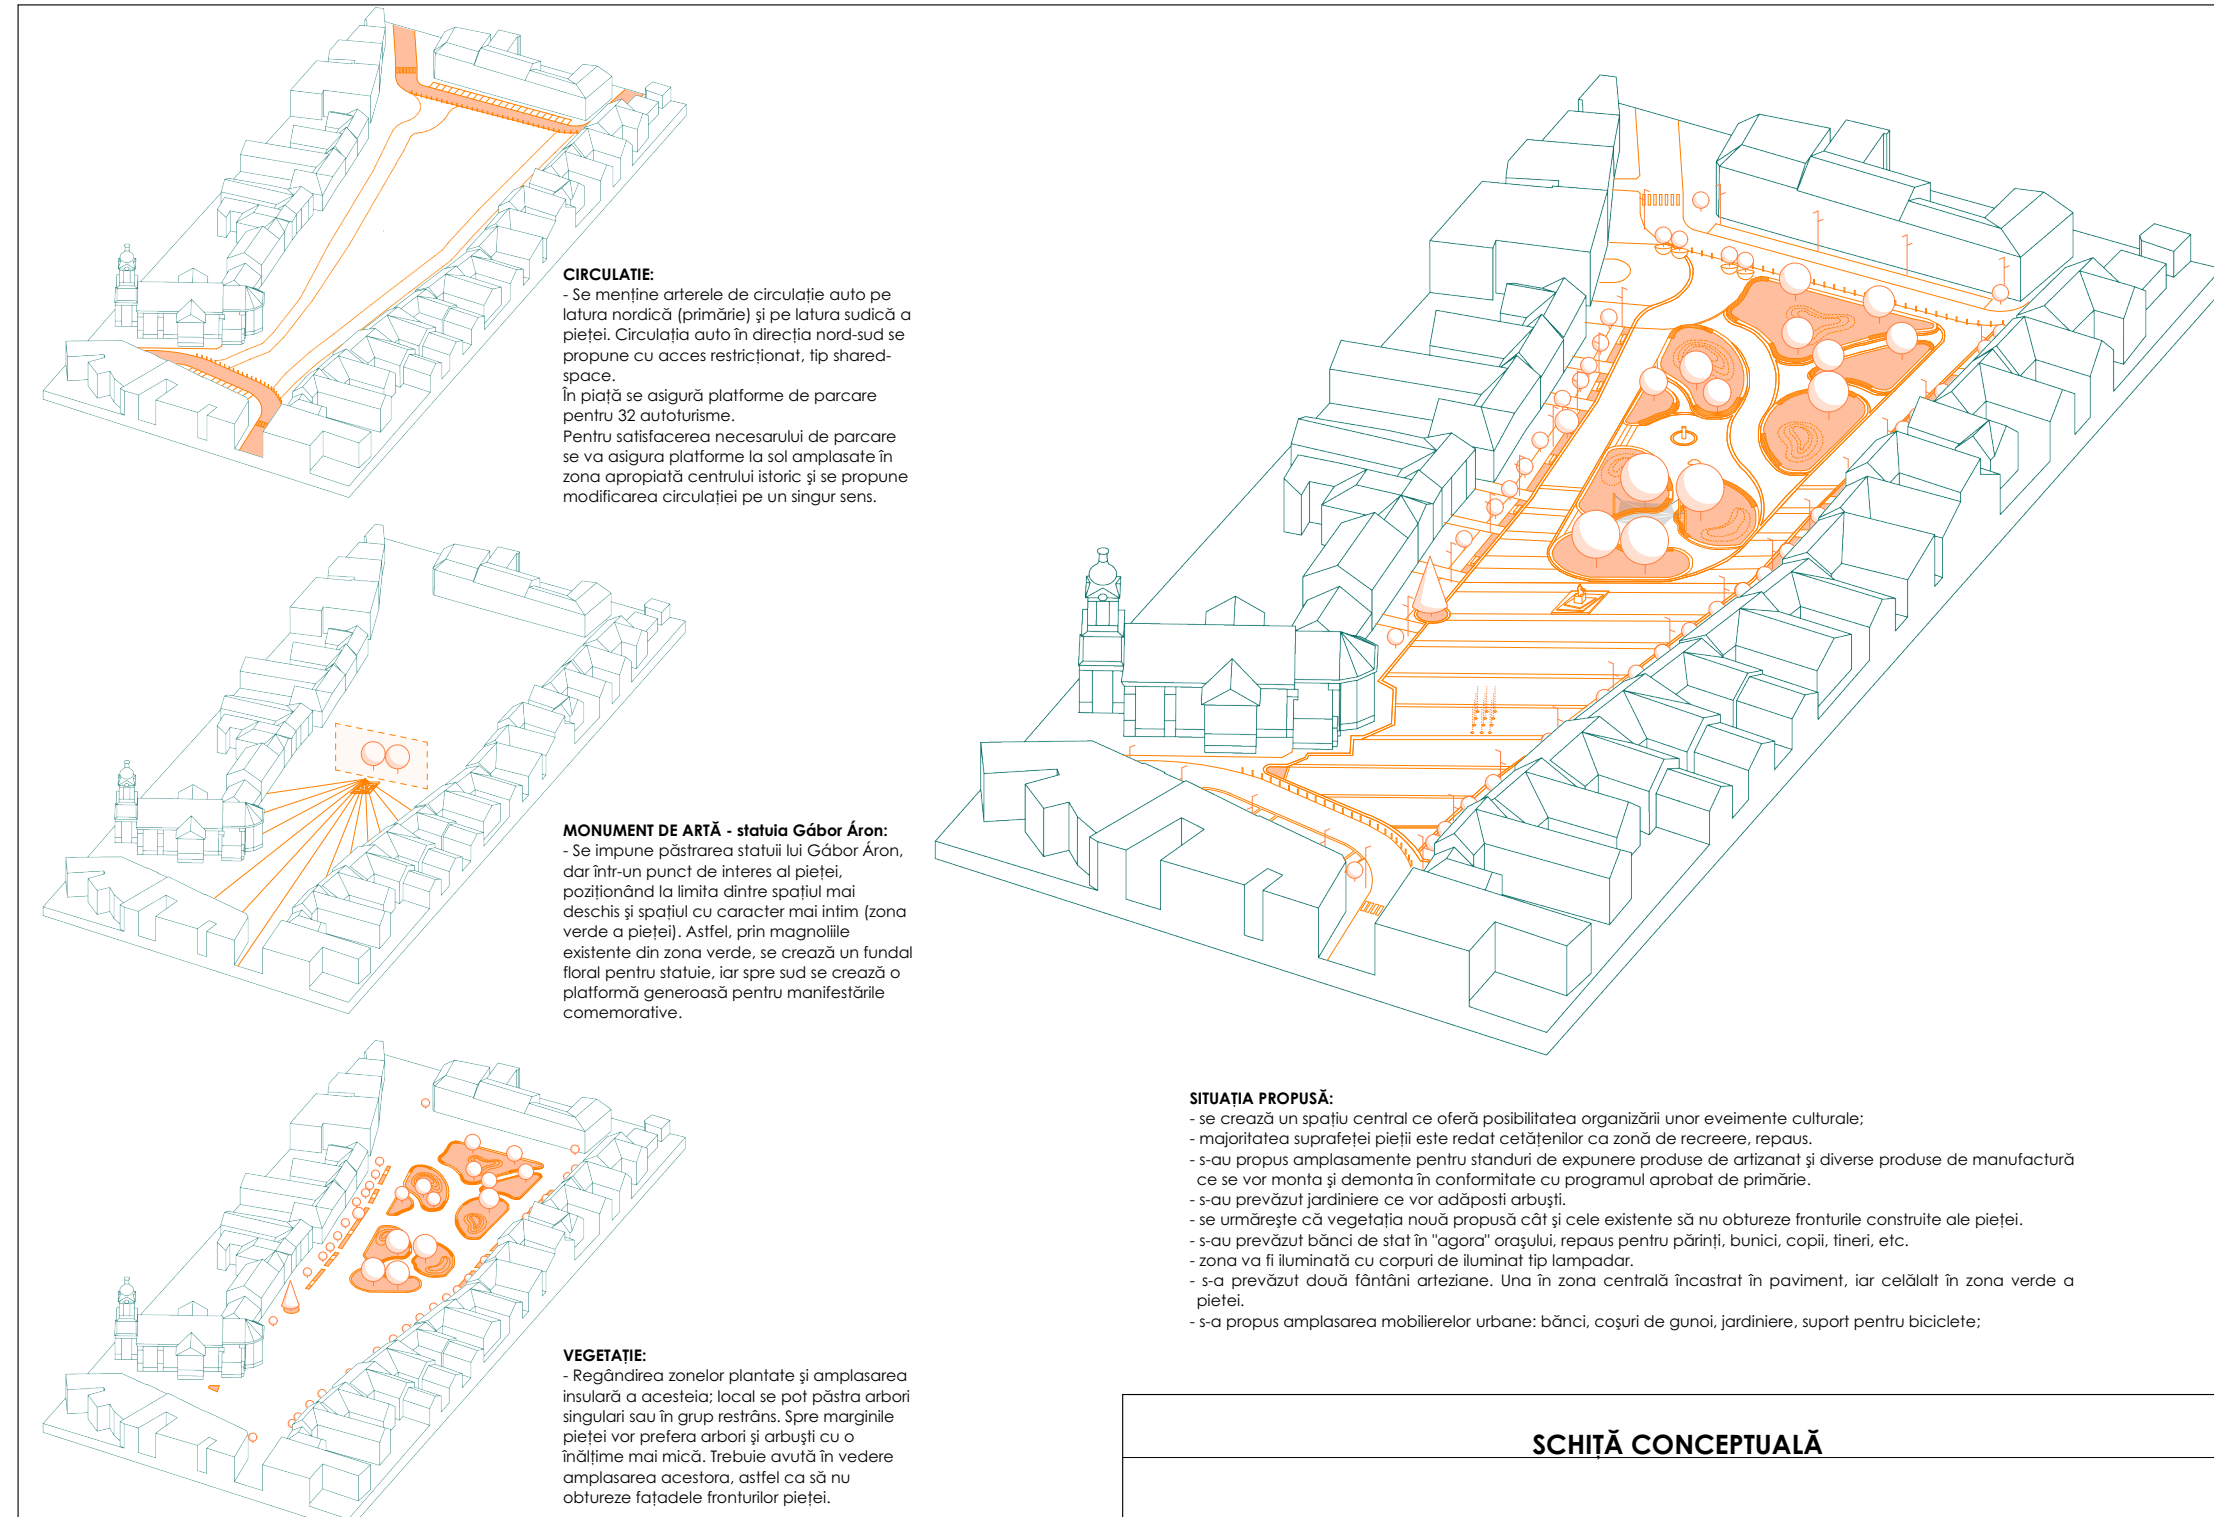 CIRCULATIE:
- Se menține arterele de circulație auto pe
latura nordică (primărie) și pe latura sudică a
pieței. Circulația auto în direcția nord-sud se
propune cu acces restricționat, tip shared-
space.
În piață se asigură platforme de parcare
pentru 32 autoturisme.
Pentru satisfacerea necesarului de parcare
se va asigura platforme la sol amplasate în
zona apropiată centrului istoric și se propune
modificarea circulației pe un singur sens.
MONUMENT DE ARTĂ - statuia Gábor Áron:
- Se impune păstrarea statuii lui Gábor Áron,
dar într-un punct de interes al pieței,
poziționând la limita dintre spațiul mai
deschis și spațiul cu caracter mai intim (zona
verde a pieței). Astfel, prin magnoliile
existente din zona verde, se crează un fundal
floral pentru statuie, iar spre sud se crează o
platformă generoasă pentru manifestările
comemorative.
VEGETAȚIE:
- Regândirea zonelor plantate și amplasarea
insulară a acesteia; local se pot păstra arbori
singulari sau în grup restrâns. Spre marginile
pieței vor prefera arbori și arbuști cu o
înălțime mai mică. Trebuie avută în vedere
amplasarea acestora, astfel ca să nu
obtureze fațadele fronturilor pieței.
SITUAȚIA PROPUSĂ:
- se crează un spațiu central ce oferă posibilitatea organizării unor eveimente culturale;
- majoritatea suprafeței pieții este redat cetățenilor ca zonă de recreere, repaus.
- s-au propus amplasamente pentru standuri de expunere produse de artizanat și diverse produse de manufactură
ce se vor monta și demonta în conformitate cu programul aprobat de primărie.
- s-au prevăzut jardiniere ce vor adăposti arbuști.
- se urmărește că vegetația nouă propusă cât și cele existente să nu obtureze fronturile construite ale pieței.
- s-au prevăzut bănci de stat în "agora" orașului, repaus pentru părinți, bunici, copii, tineri, etc.
- zona va fi iluminată cu corpuri de iluminat tip lampadar.
- s-a prevăzut două fântâni arteziane. Una în zona centrală încastrat în paviment, iar celălalt în zona verde a
pietei.
- s-a propus amplasarea mobilierelor urbane: bănci, coșuri de gunoi, jardiniere, suport pentru biciclete;
SCHIȚĂ CONCEPTUALĂ